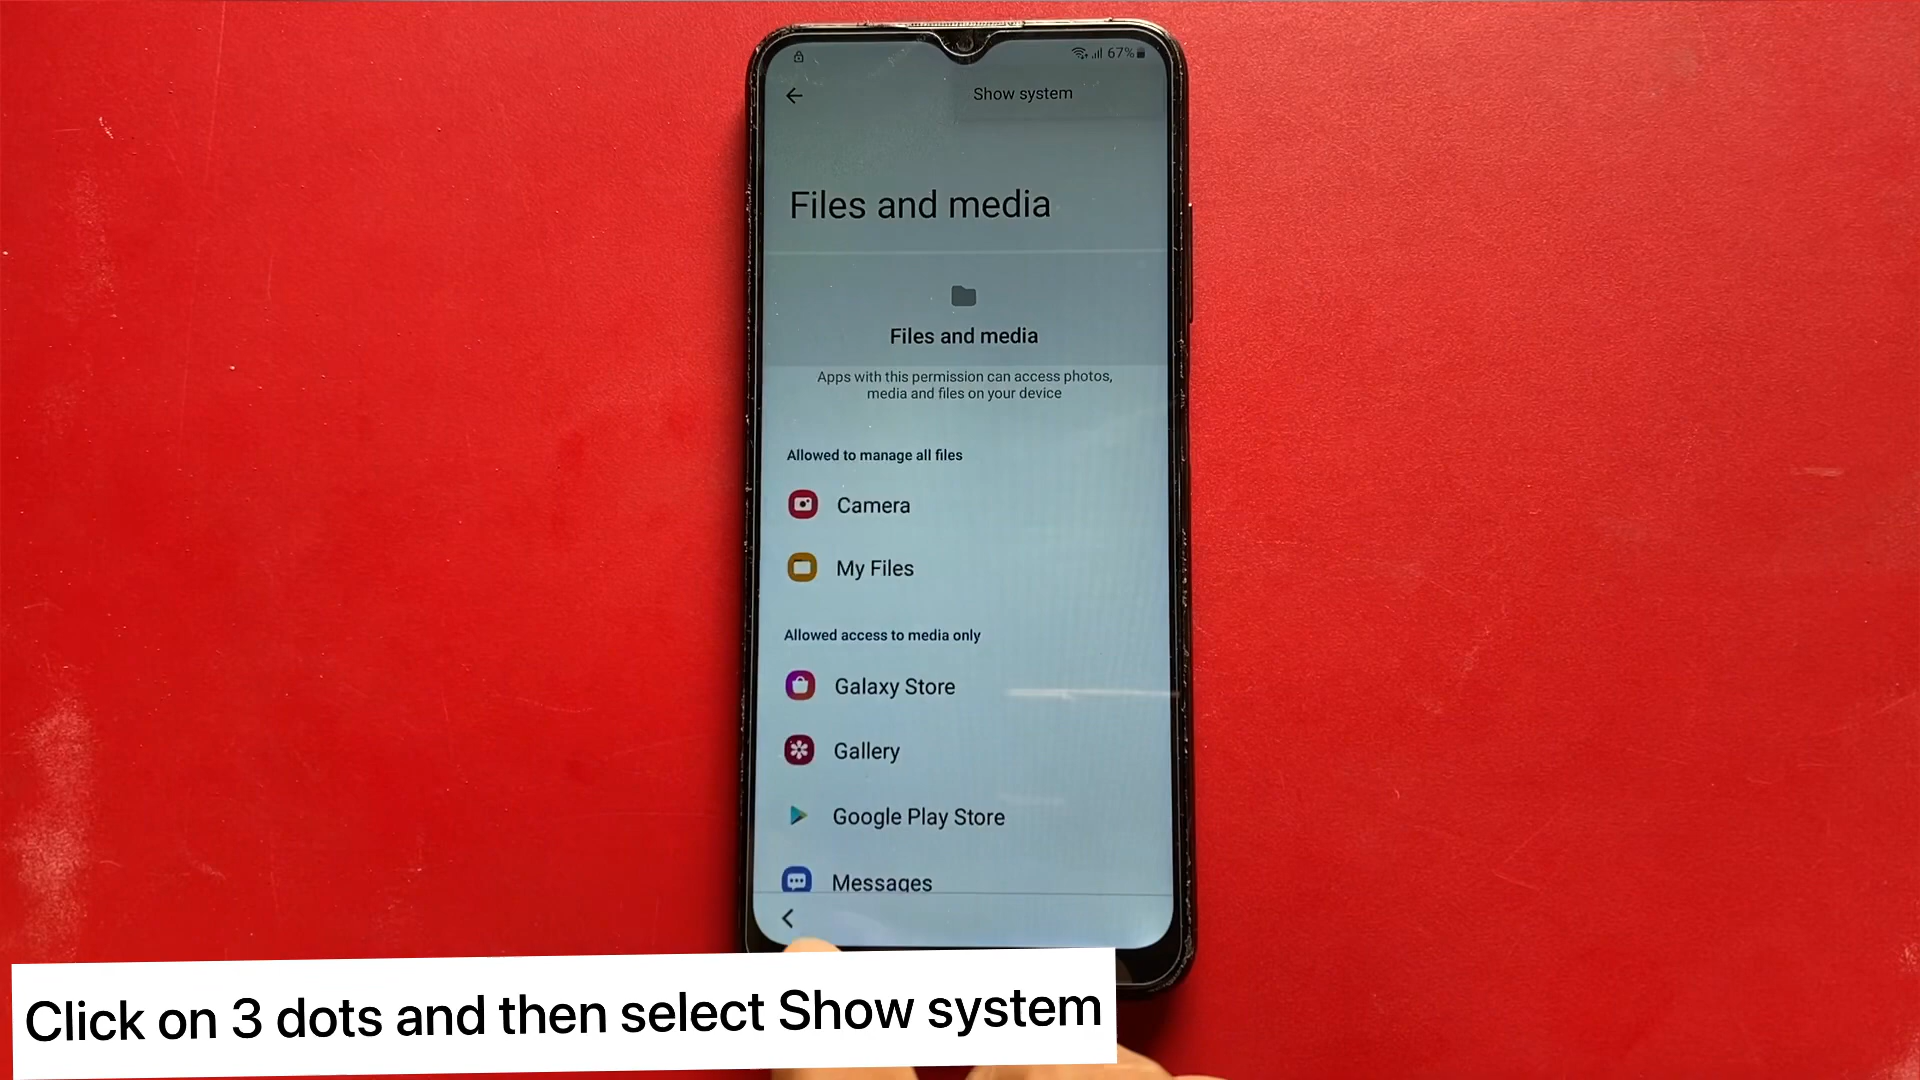 67%
Show system
Files and media
Files and media
Apps with this permission can access photos,
media and files on your device
Allowed to manage all files
Camera
My Files
Allowed access to media only
Galaxy Store
Gallery
Google Play Store
Messages
Click on 3 dots and then select Show system